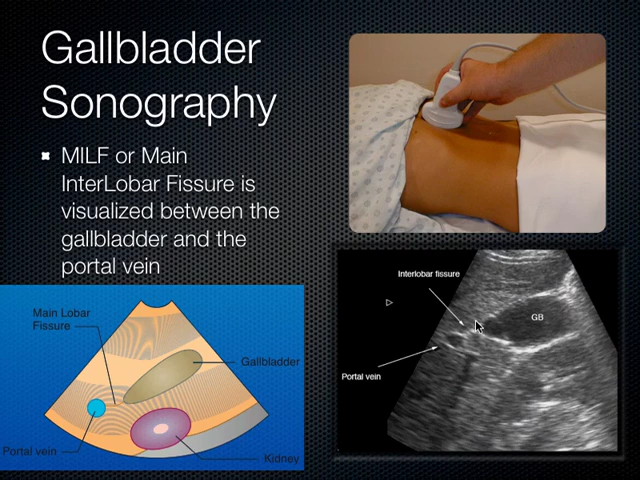 Gallbladder
Sonography
MILF or Main
InterLobar Fissure is
visualized between the
gallbladder and the
portal vein
Main Lobar
Fissure
Gallbladder
Portal vein
Kidney
Interlobar fissure
GB
Portal vein